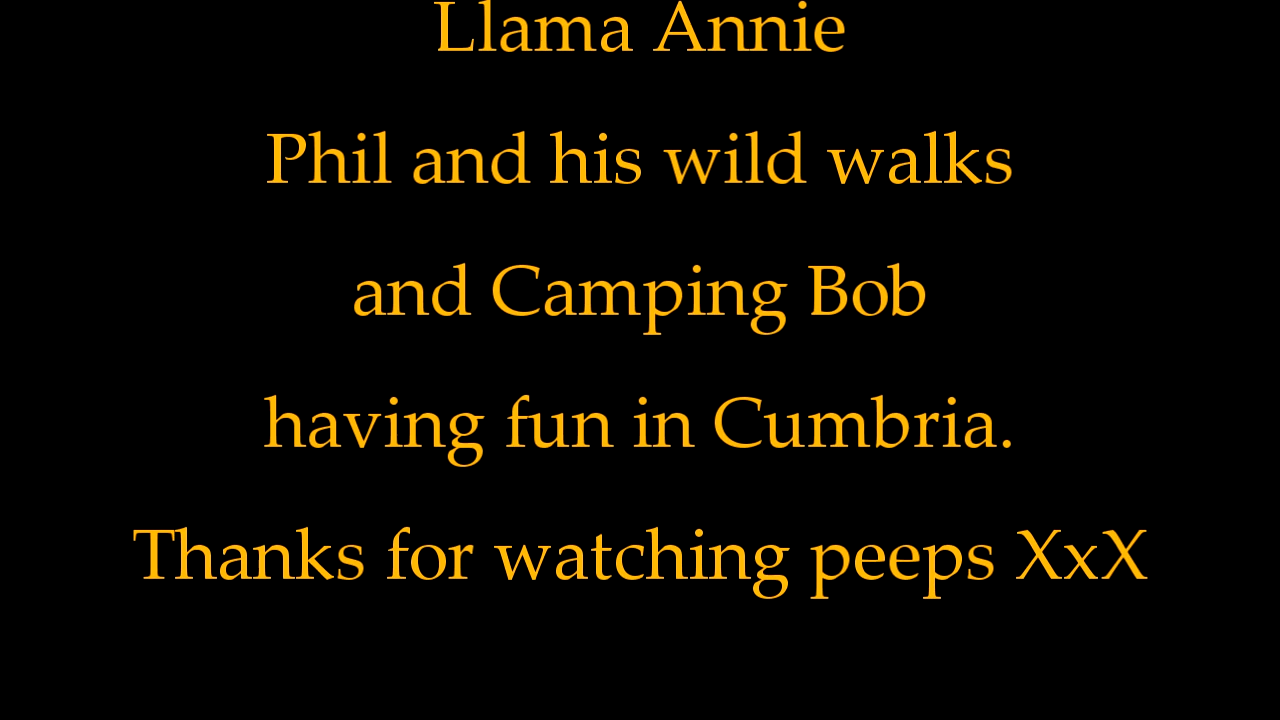 Llama Annie
Phil and his wild walks
and Camping Bob
having fun in Cumbria.
Thanks for watching peeps XxX